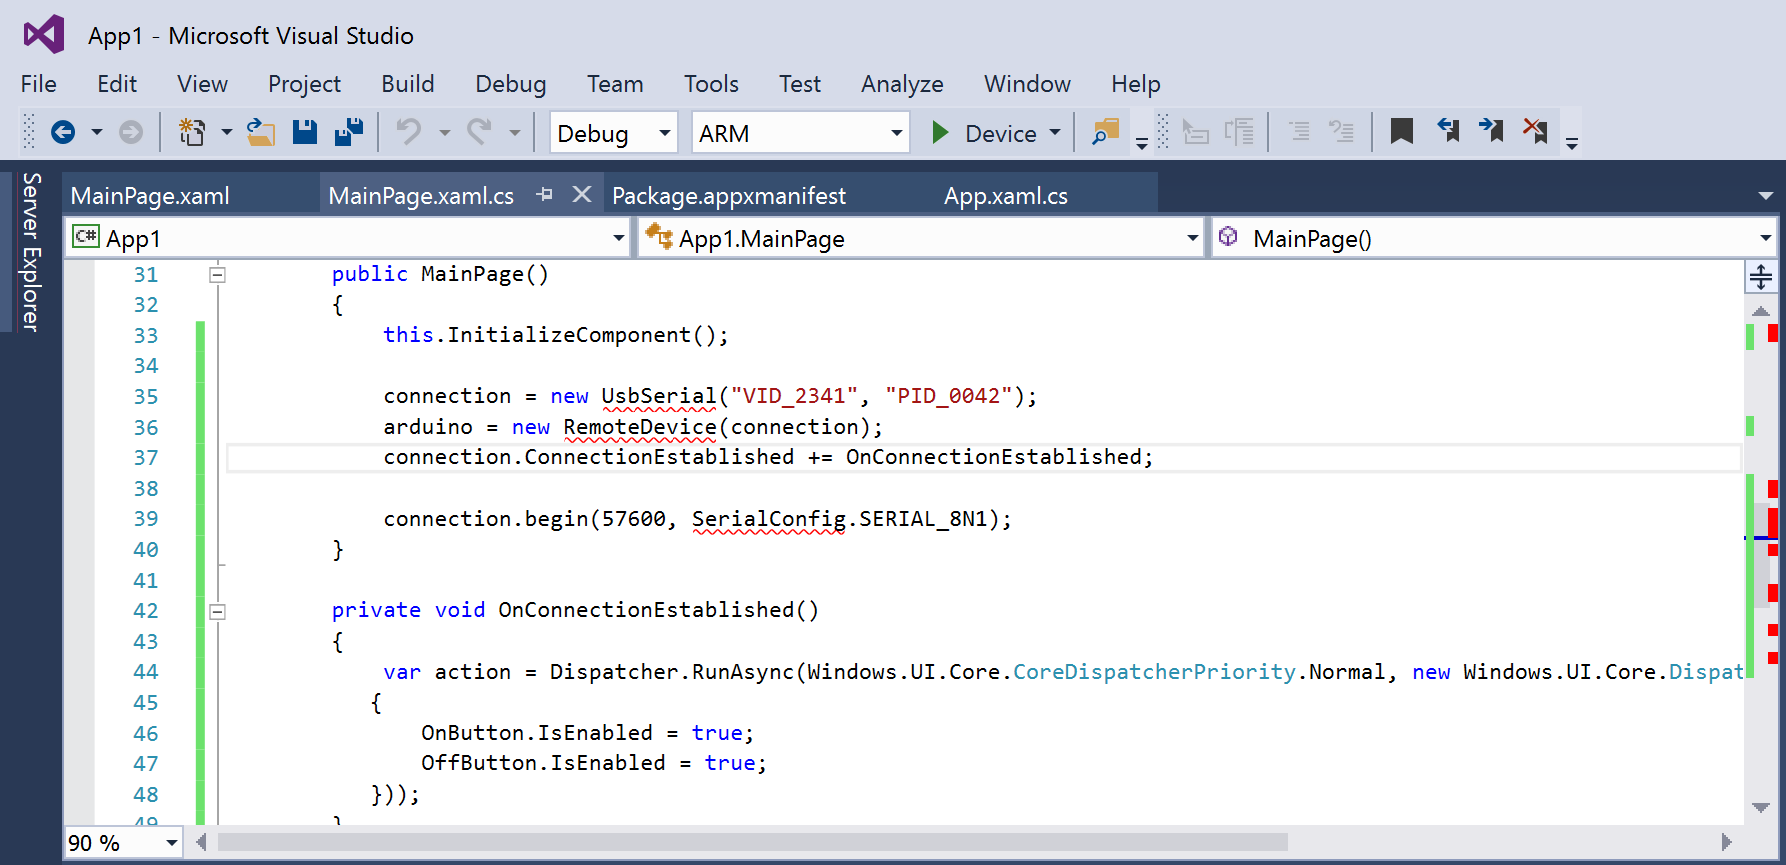 App1 - Microsoft Visual Studio
File Edit View Project Build Debug Team Tools Test Analyze Window Help
Debug ARM Device
Server Explorer
MainPage.xaml MainPage.xaml.cs Package.appxmanifest App.xaml.cs
C# App1 App1.MainPage MainPage()
31 public MainPage()
32 {
33 this.InitializeComponent();
34
35 connection = new UsbSerial("VID_2341", "PID_0042");
36 arduino = new RemoteDevice(connection);
37 connection.ConnectionEstablished += OnConnectionEstablished;
38
39 connection.begin(57600, SerialConfig.SERIAL_8N1);
40 }
41
42 private void OnConnectionEstablished()
43 {
44 var action = Dispatcher.RunAsync(Windows.UI.Core.CoreDispatcherPriority.Normal, new Windows.UI.Core.Dispat
45 {
46 OnButton.IsEnabled = true;
47 OffButton.IsEnabled = true;
48 }));
49 }
90 %